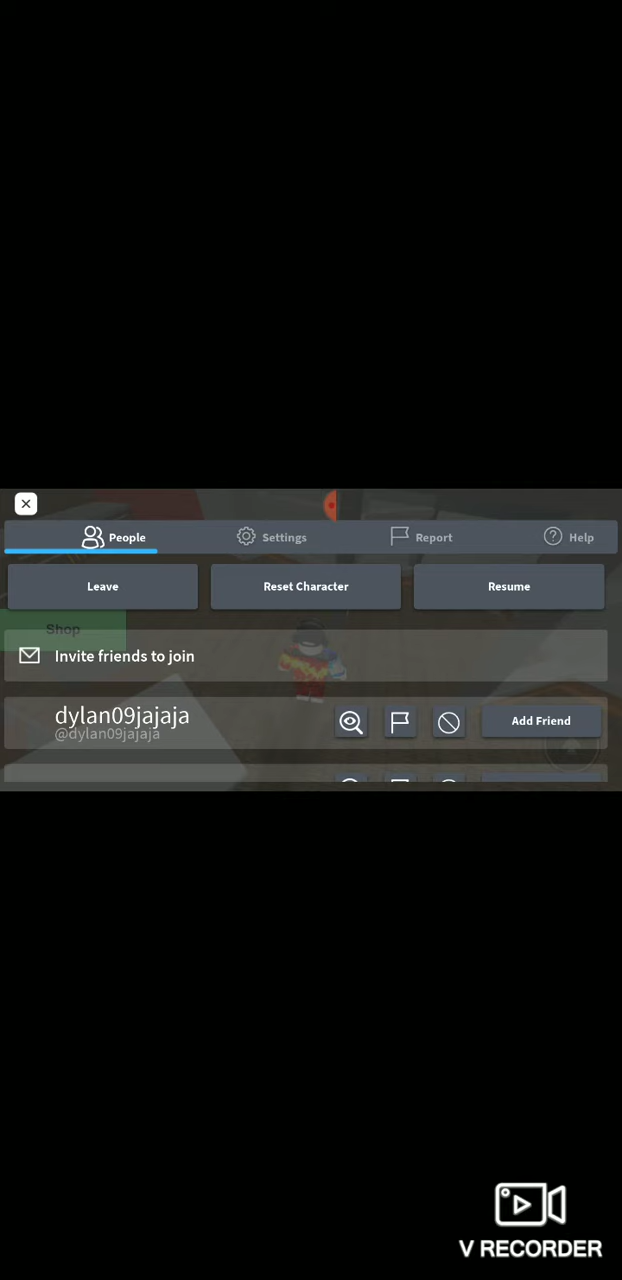 People
Settings
Report
Help
Leave
Reset Character
Resume
Shop
Invite friends to join
dylan09jajaja
@dylan09jajaja
Add Friend
V RECORDER